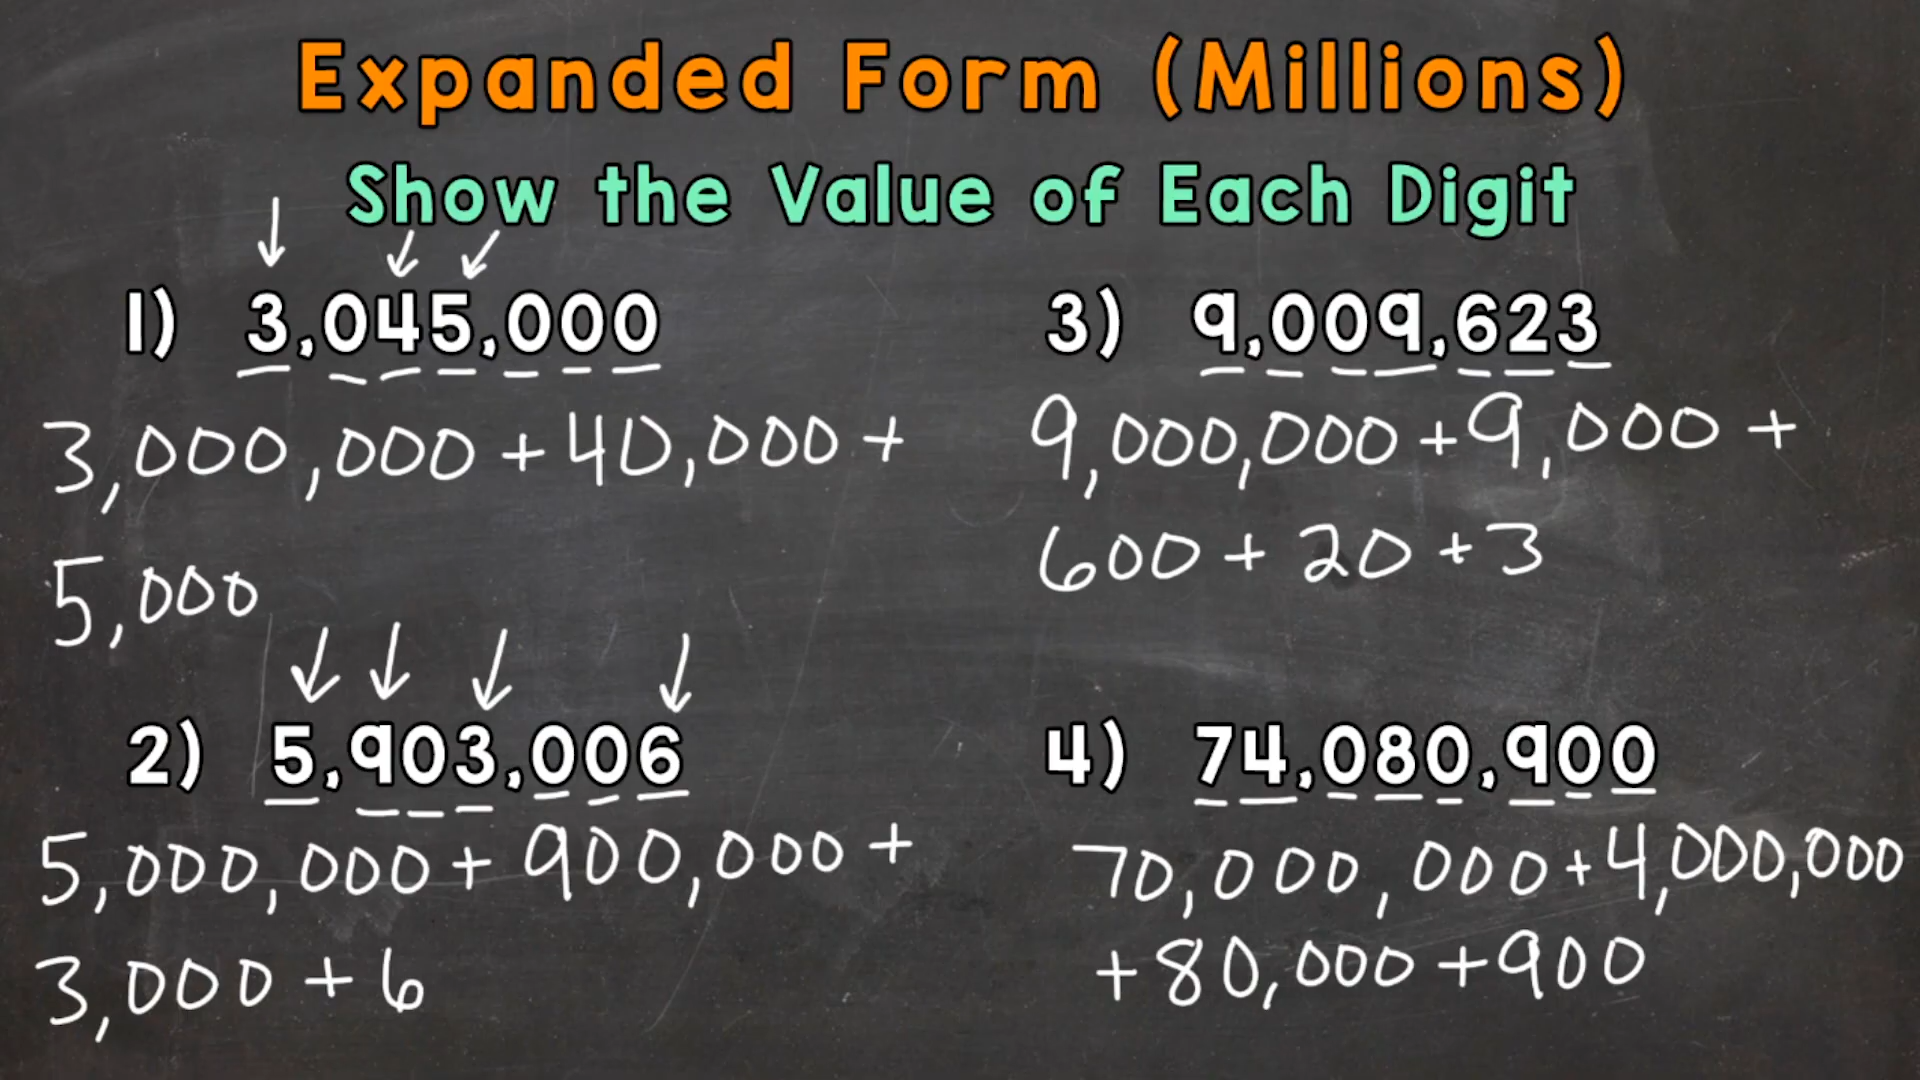 Expanded Form (Millions)
Show the Value of Each Digit
1) 3,045,000
3,000,000 + 40,000 +
5,000
2) 5,903,006
5,000,000 + 900,000 +
3,000 + 6
3) 9,009,623
9,000,000 + 9,000 +
600 + 20 + 3
4) 74,080,900
70,000,000 + 4,000,000
+ 80,000 + 900